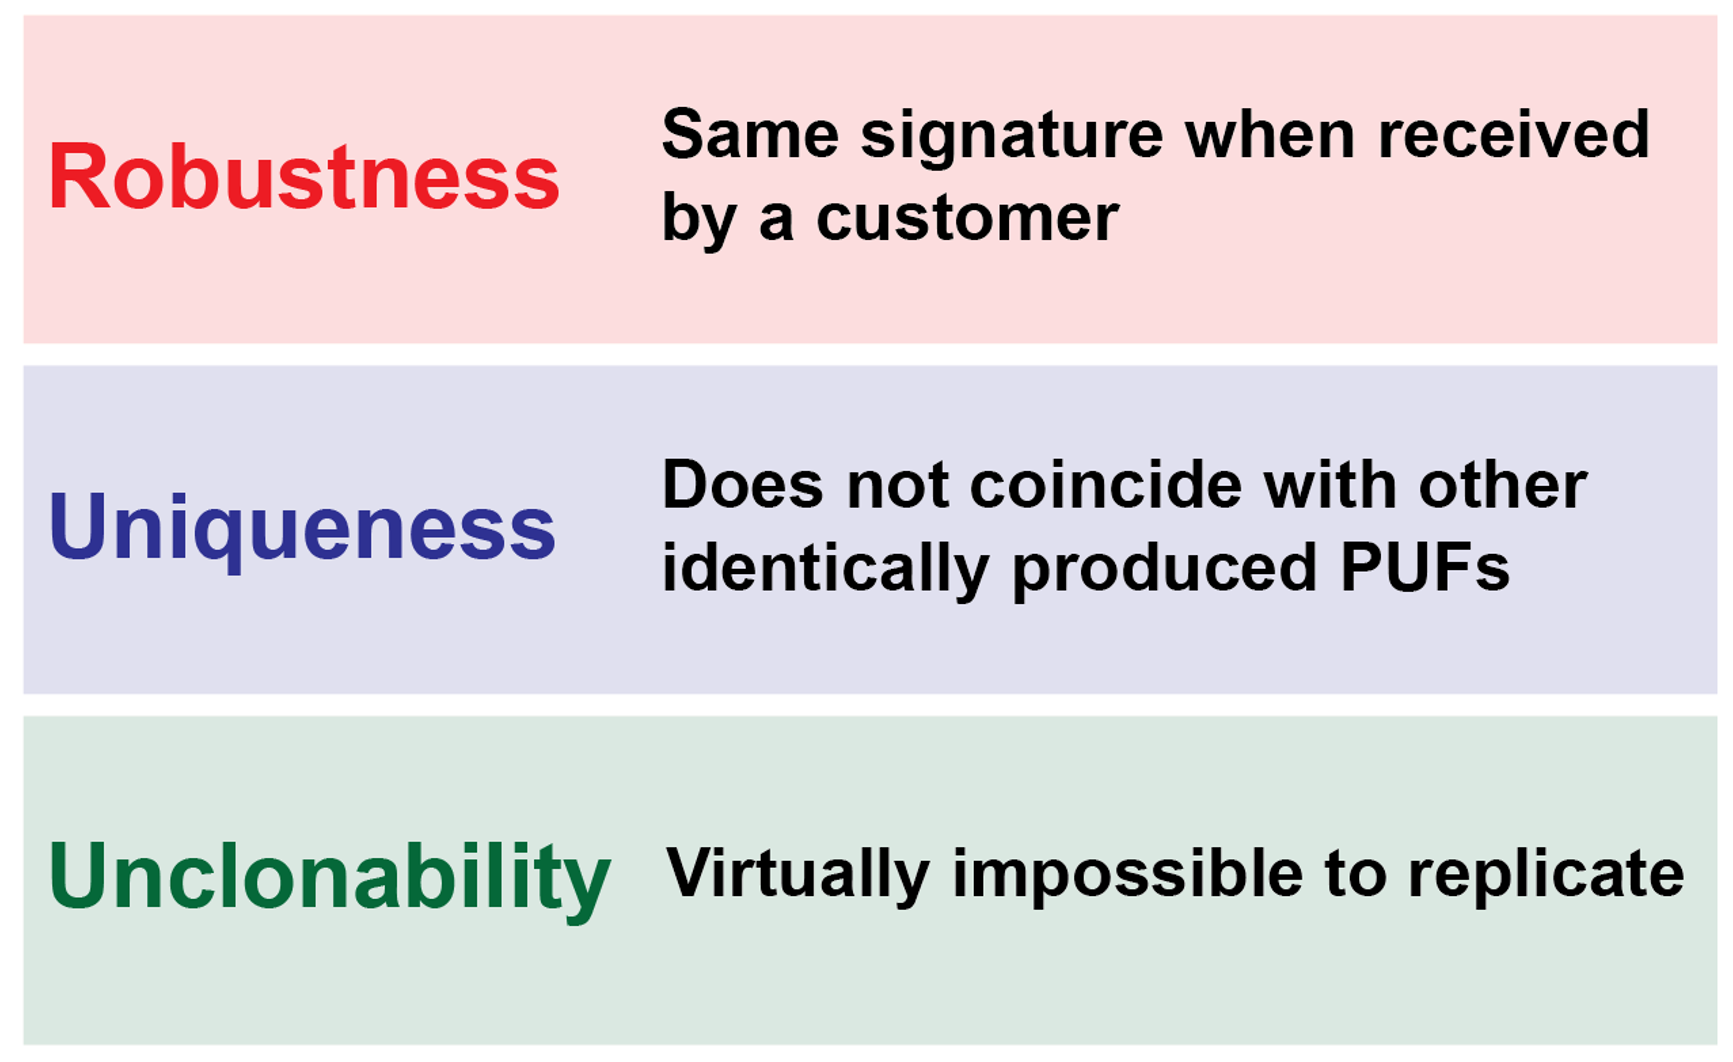 Robustness
Same signature when received
by a customer
Uniqueness
Does not coincide with other
identically produced PUFs
Unclonability
Virtually impossible to replicate